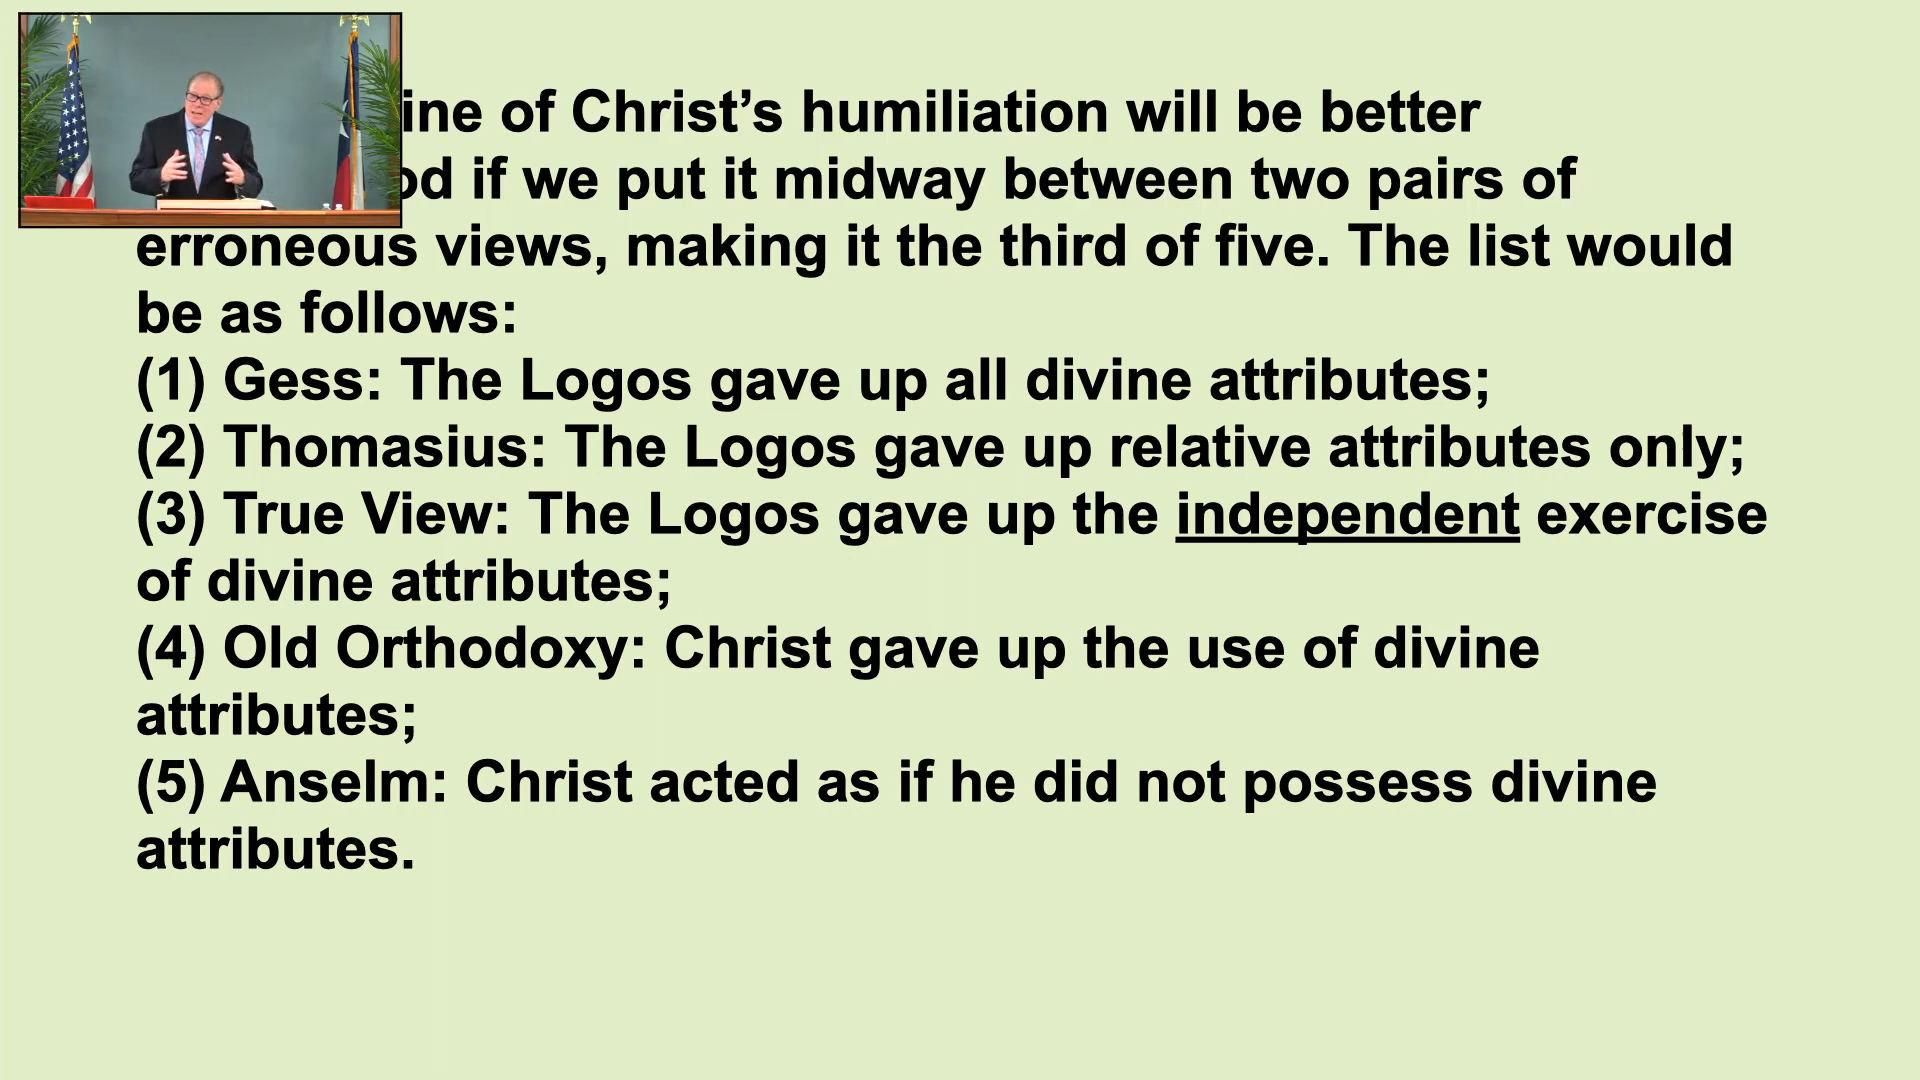 ine of Christ’s humiliation will be better
od if we put it midway between two pairs of
erroneous views, making it the third of five. The list would
be as follows:
(1) Gess: The Logos gave up all divine attributes;
(2) Thomasius: The Logos gave up relative attributes only;
(3) True View: The Logos gave up the independent exercise
of divine attributes;
(4) Old Orthodoxy: Christ gave up the use of divine
attributes;
(5) Anselm: Christ acted as if he did not possess divine
attributes.